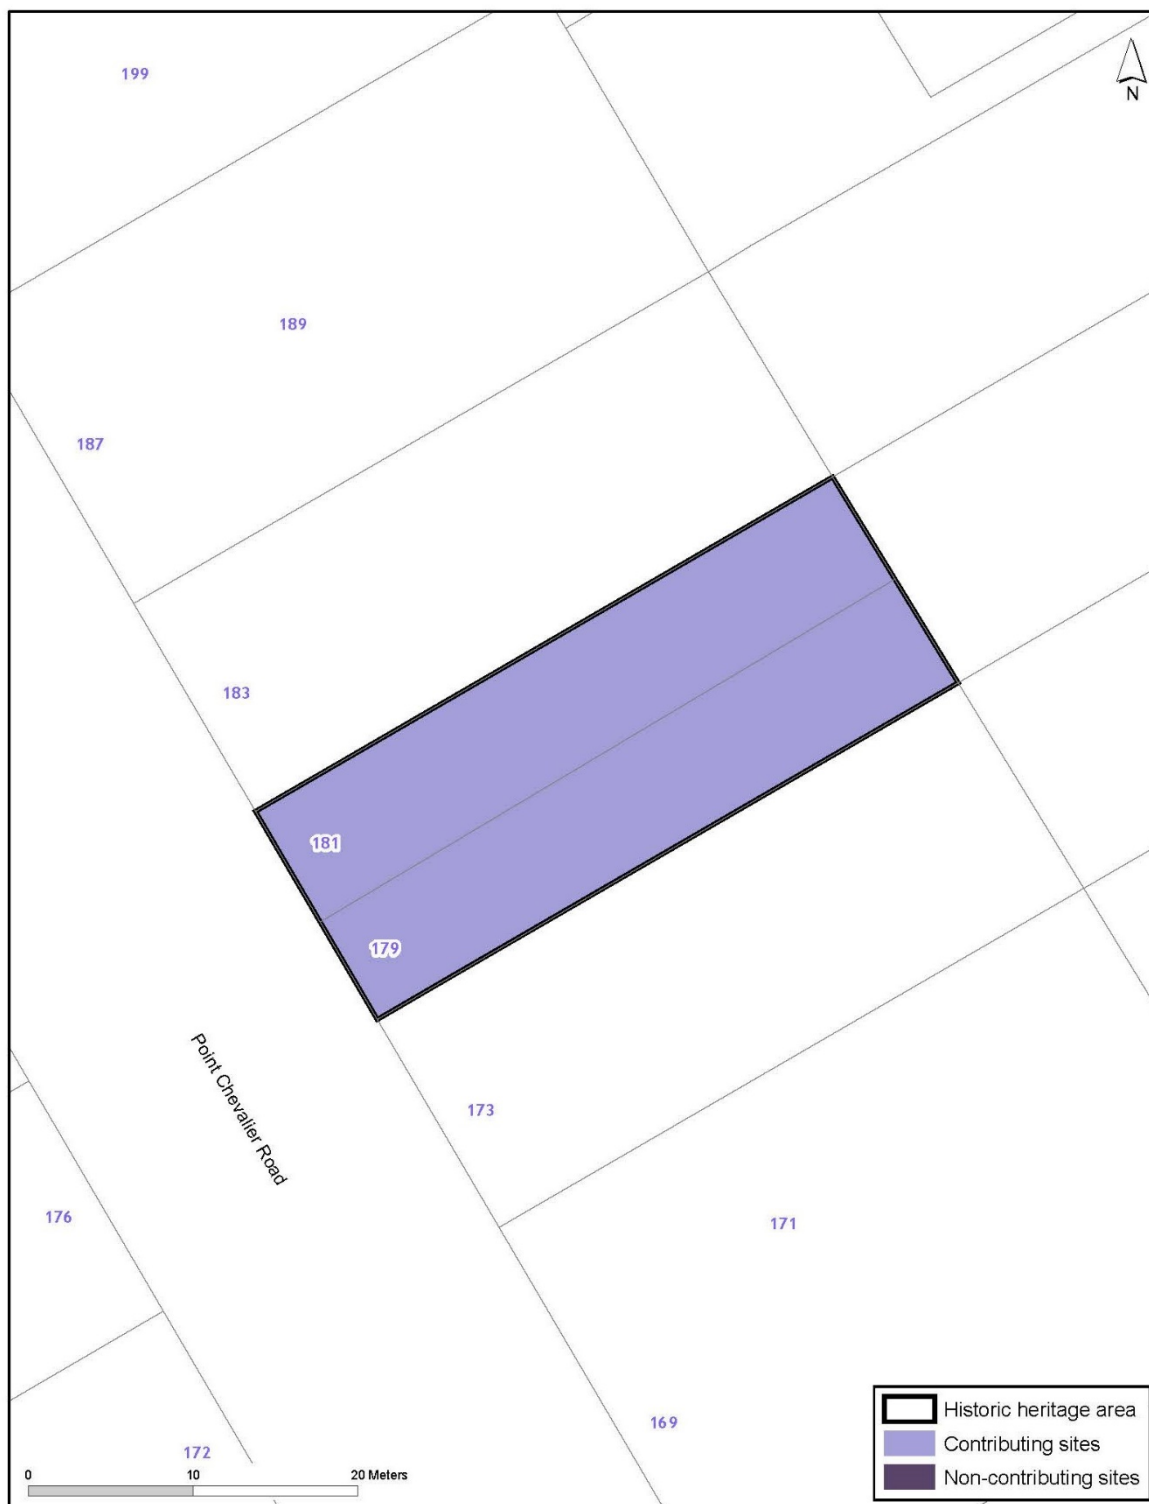 199
N
189
187
183
181
179
Point Chevalier Road
173
176
171
169
172
0 10 20 Meters
Historic heritage area
Contributing sites
Non-contributing sites